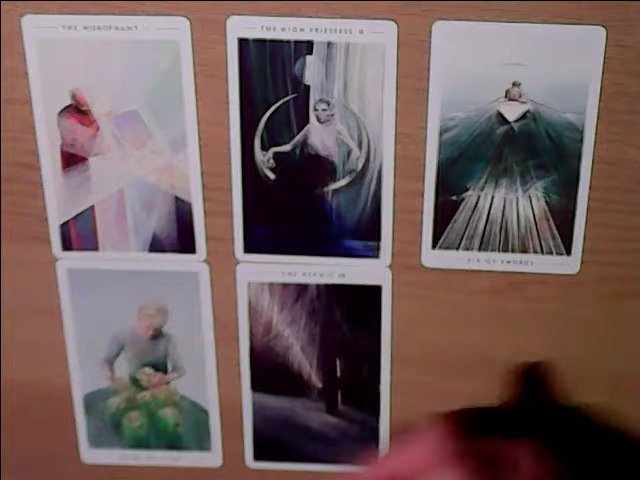 THE HIEROPHANT V
THE HIGH PRIESTESS II
SIX OF SWORDS
THE HERMIT IX